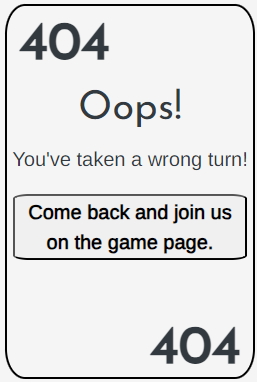 404
Oops!
You've taken a wrong turn!
Come back and join us
on the game page.
404